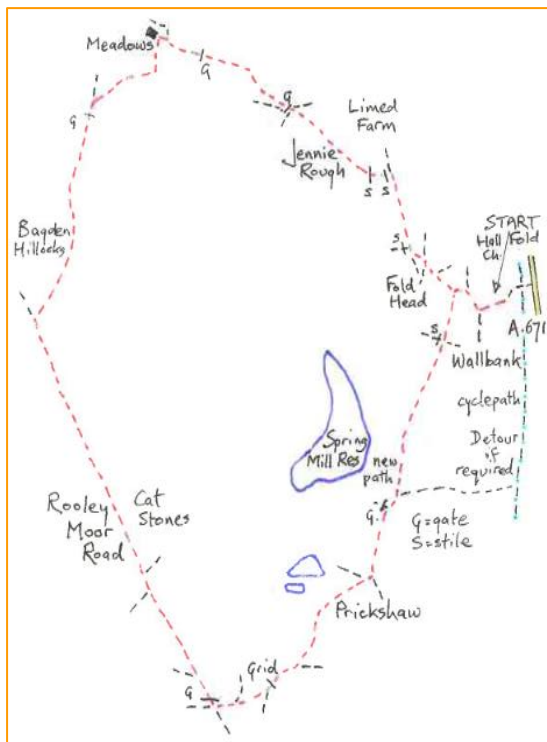 Meadows
G
G
G
Limed
Farm
Jennie
Rough
S
S
START
Hall Fold
Ch.
S
Bagden
Hillocks
Fold
Head
A.671
S
Wallbank
cyclepath
Spring
Mill Res
new
path
Detour
if
required
Rooley
Moor
Road
Cat
Stones
G
G=gate
S=stile
Prickshaw
Grid
G